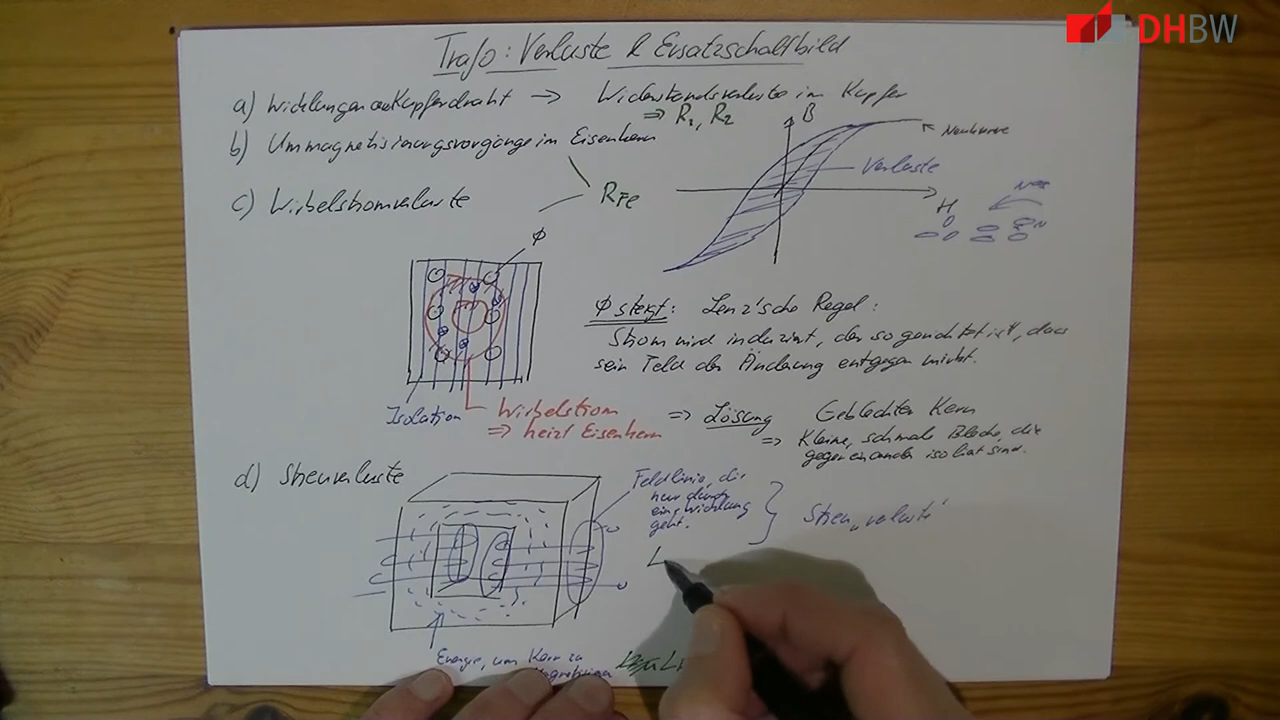 DHBW
Trafo: Verluste & Ersatzschaltbild
a) Wicklungen aus Kupferdraht → Widerstandsverluste im Kupfer
⇒ R1, R2
b) Ummagnetisierungsvorgänge im Eisenkern
B
Neukurve
Verluste
H
c) Wirbelstromverluste
RFe
Φ
Φ steigt: Lenz'sche Regel:
Strom wird induziert, der so gerichtet ist, dass
sein Feld der Änderung entgegen wirkt.
Isolation
Wirbelstrom
⇒ heizt Eisenkern
⇒ Lösung Geblechter Kern
⇒ Kleine, schmale Bleche, die
gegeneinander isoliert sind.
d) Streuverluste
Feldlinie, die
nur durch
eine Wicklung
geht.
Streu„verluste"
L
Energie, um Kern zu